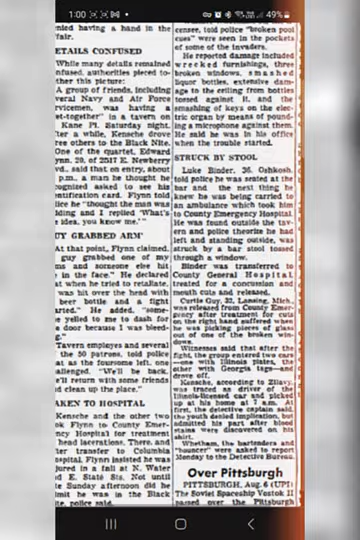 1:00
49%
nied having a hand in the
ffair.
ETAILS CONFUSED
While many details remained
nfused, authorities pieced to-
ther this picture:
A group of friends, including
veral Navy and Air Force
rvicemen, was having a
et-together" in a tavern on
Kane Pl. Saturday night.
ter a while, Kensche drove
ree others to the Black Nite.
One of the quartet, Edward
ynn, 20, of 2517 E. Newberry
vd., said that on entry, about
p.m., a man he thought he
cognized asked to see his
ntification card. Flynn told
lice he "thought the man was
dding and I replied 'What's
e idea, you know me.'"
UY GRABBED ARM'
At that point, Flynn claimed,
guy grabbed one of my
ms and someone else hit
e in the face." He declared
at when he tried to retaliate,
was hit over the head with
beer bottle and a fight
arted." He added, "some-
e yelled to me to dash for
e door because I was bleed-
g."
Tavern employes and several
the 50 patrons, told police
at as the foursome left, one
allenged, "We'll be back.
e'll return with some friends
d clean up the place."
AKEN TO HOSPITAL
Kensche and the other two
ok Flynn to County Emer-
ncy Hospital for treatment
head lacerations. There, and
ter transfer to Columbia
spital, Flynn insisted he was
jured in a fall at N. Water
d E. State Sts. Not until
te Sunday afternoon did he
mit he was in the Black
te, police said.
censee, told police "broken pool
cues" were seen in the pockets
of some of the invaders.
He reported damage included
wrecked furnishings, three
broken windows, smashed
liquor bottles, extensive dam-
age to the ceiling from bottles
tossed against it, and the
smashing of keys on the elec-
tric organ by means of pound-
ing a microphone against them.
He said he was in his office
when the trouble started.
STRUCK BY STOOL
Luke Binder, 36, Oshkosh,
told police he was seated at the
bar and the next thing he
knew he was being carried to
an ambulance which took him
to County Emergency Hospital.
He was found outside the tav-
ern and police theorize he had
left and standing outside, was
struck by a bar stool tossed
through a window.
Binder was transferred to
County General Hospital,
treated for a concussion and
mouth cuts and released.
Curtis Guy, 32, Lansing, Mich.,
was released from County Emer-
gency after treatment for cuts
on the right hand suffered when
he was picking pieces of glass
out of one of the broken win-
dows.
Witnesses said that after the
fight, the group entered two cars
—one with Illinois plates, the
other with Georgia tags—and
drove off.
Kensche, according to Zillavy,
was traced as driver of the
Illinois-licensed car and picked
up at his home at 7 a.m. At
first, the detective captain said,
the youth denied implication, but
admitted his part after blood
stains were discovered on his
shirt.
Whetham, the bartenders and
"bouncer" were asked to report
Monday to the Detective Bureau.
Over Pittsburgh
PITTSBURGH, Aug. 6 (UPI)
The Soviet Spaceship Vostok II
passed over the Pittsburgh